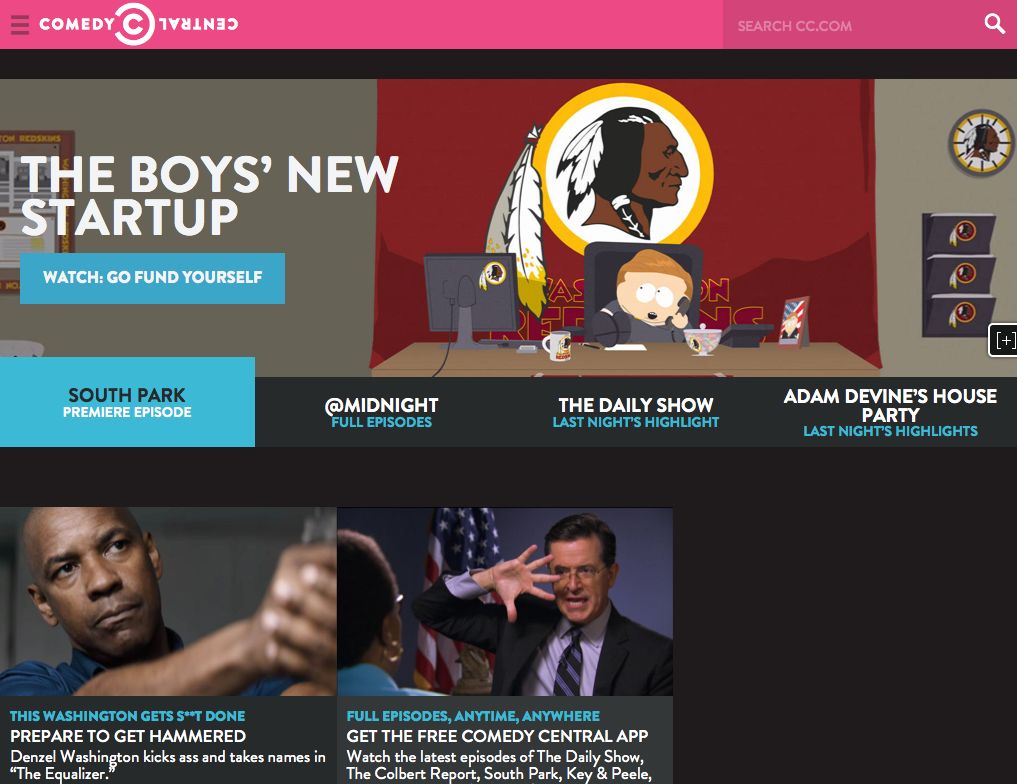 COMEDY CENTRAL
SEARCH CC.COM
TON REDSKINS
THE BOYS' NEW
STARTUP
WATCH: GO FUND YOURSELF
[+]
SOUTH PARK
PREMIERE EPISODE
@MIDNIGHT
FULL EPISODES
THE DAILY SHOW
LAST NIGHT'S HIGHLIGHT
ADAM DEVINE'S HOUSE
PARTY
LAST NIGHT'S HIGHLIGHTS
THIS WASHINGTON GETS S**T DONE
PREPARE TO GET HAMMERED
Denzel Washington kicks ass and takes names in
“The Equalizer.”
FULL EPISODES, ANYTIME, ANYWHERE
GET THE FREE COMEDY CENTRAL APP
Watch the latest episodes of The Daily Show,
The Colbert Report, South Park, Key & Peele,